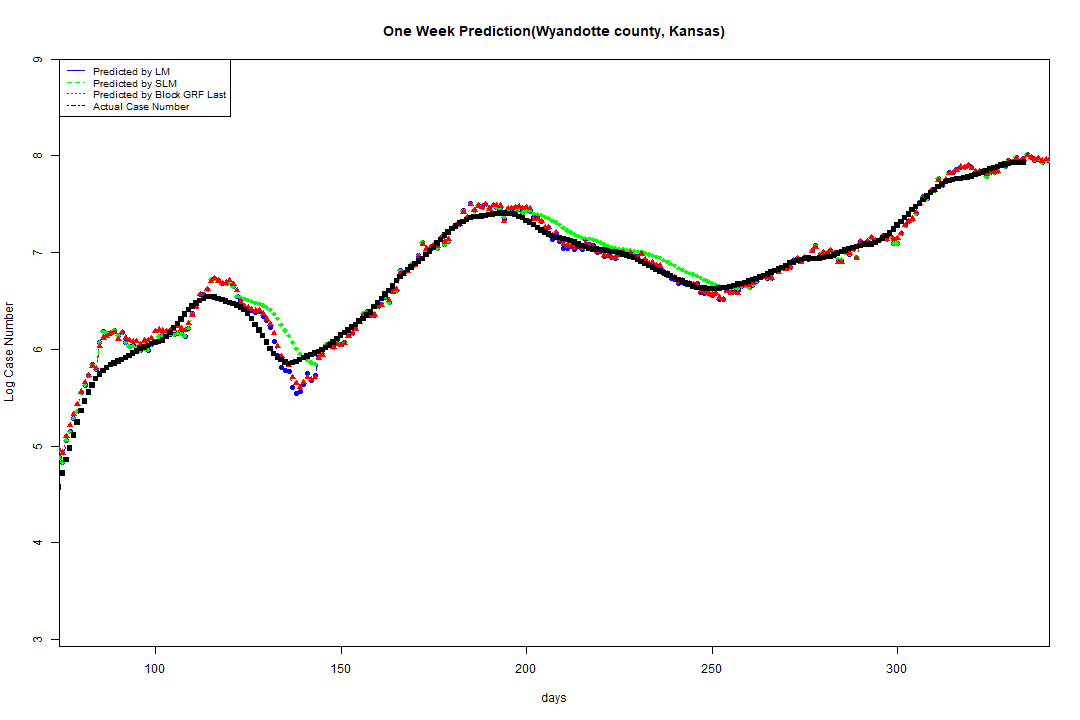 One Week Prediction(Wyandotte county, Kansas)
Predicted by LM
Predicted by SLM
Predicted by Block GRF Last
Actual Case Number
9
8
7
6
5
4
3
Log Case Number
100 150 200 250 300
days